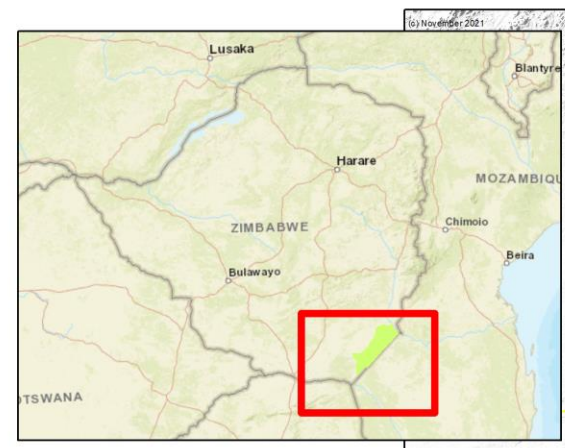 (c) November 2021
Lusaka
Blantyre
Harare
MOZAMBIQU
Chimoio
ZIMBABWE
Beira
Bulawayo
OTSWANA